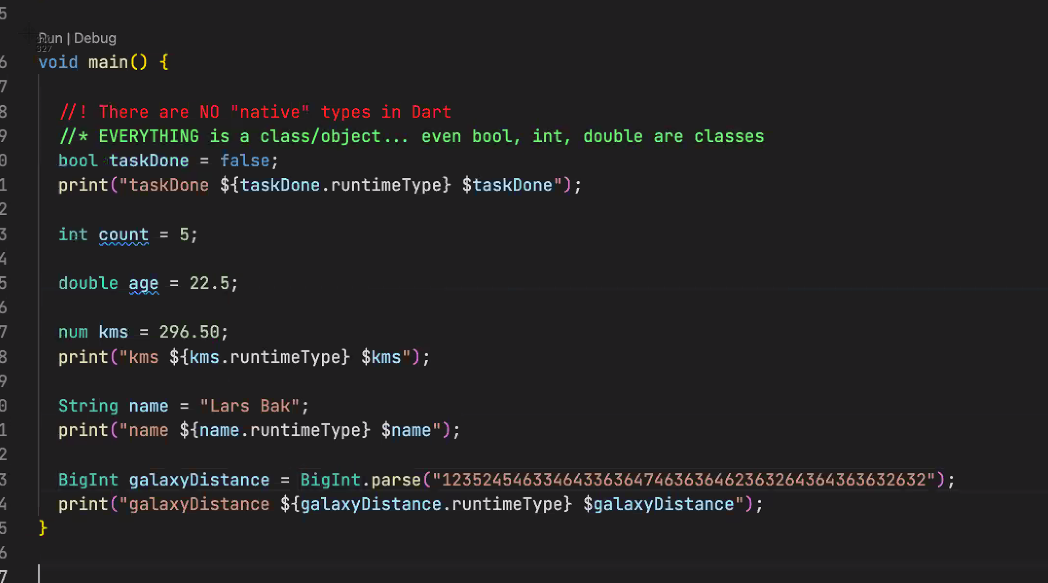 5
Run | Debug
6 void main() {
7
8 //! There are NO "native" types in Dart
9 //* EVERYTHING is a class/object... even bool, int, double are classes
0 bool taskDone = false;
1 print("taskDone ${taskDone.runtimeType} $taskDone");
2
3 int count = 5;
4
5 double age = 22.5;
6
7 num kms = 296.50;
8 print("kms ${kms.runtimeType} $kms");
9
0 String name = "Lars Bak";
1 print("name ${name.runtimeType} $name");
2
3 BigInt galaxyDistance = BigInt.parse("123524546334643363647463636462363264364363632632");
4 print("galaxyDistance ${galaxyDistance.runtimeType} $galaxyDistance");
5 }
6
7